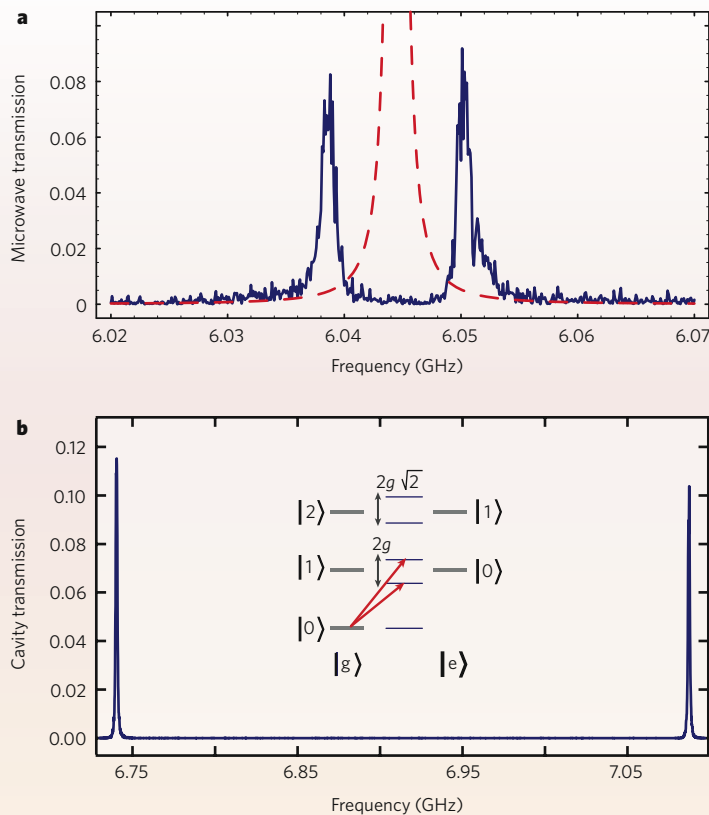 a
0.08
0.06
0.04
0.02
0
Microwave transmission
6.02 6.03 6.04 6.05 6.06 6.07
Frequency (GHz)
b
0.12
0.10
0.08
0.06
0.04
0.02
0.00
Cavity transmission
2g √2
|2⟩ |1⟩
2g
|1⟩ |0⟩
|0⟩
|g⟩ |e⟩
6.75 6.85 6.95 7.05
Frequency (GHz)